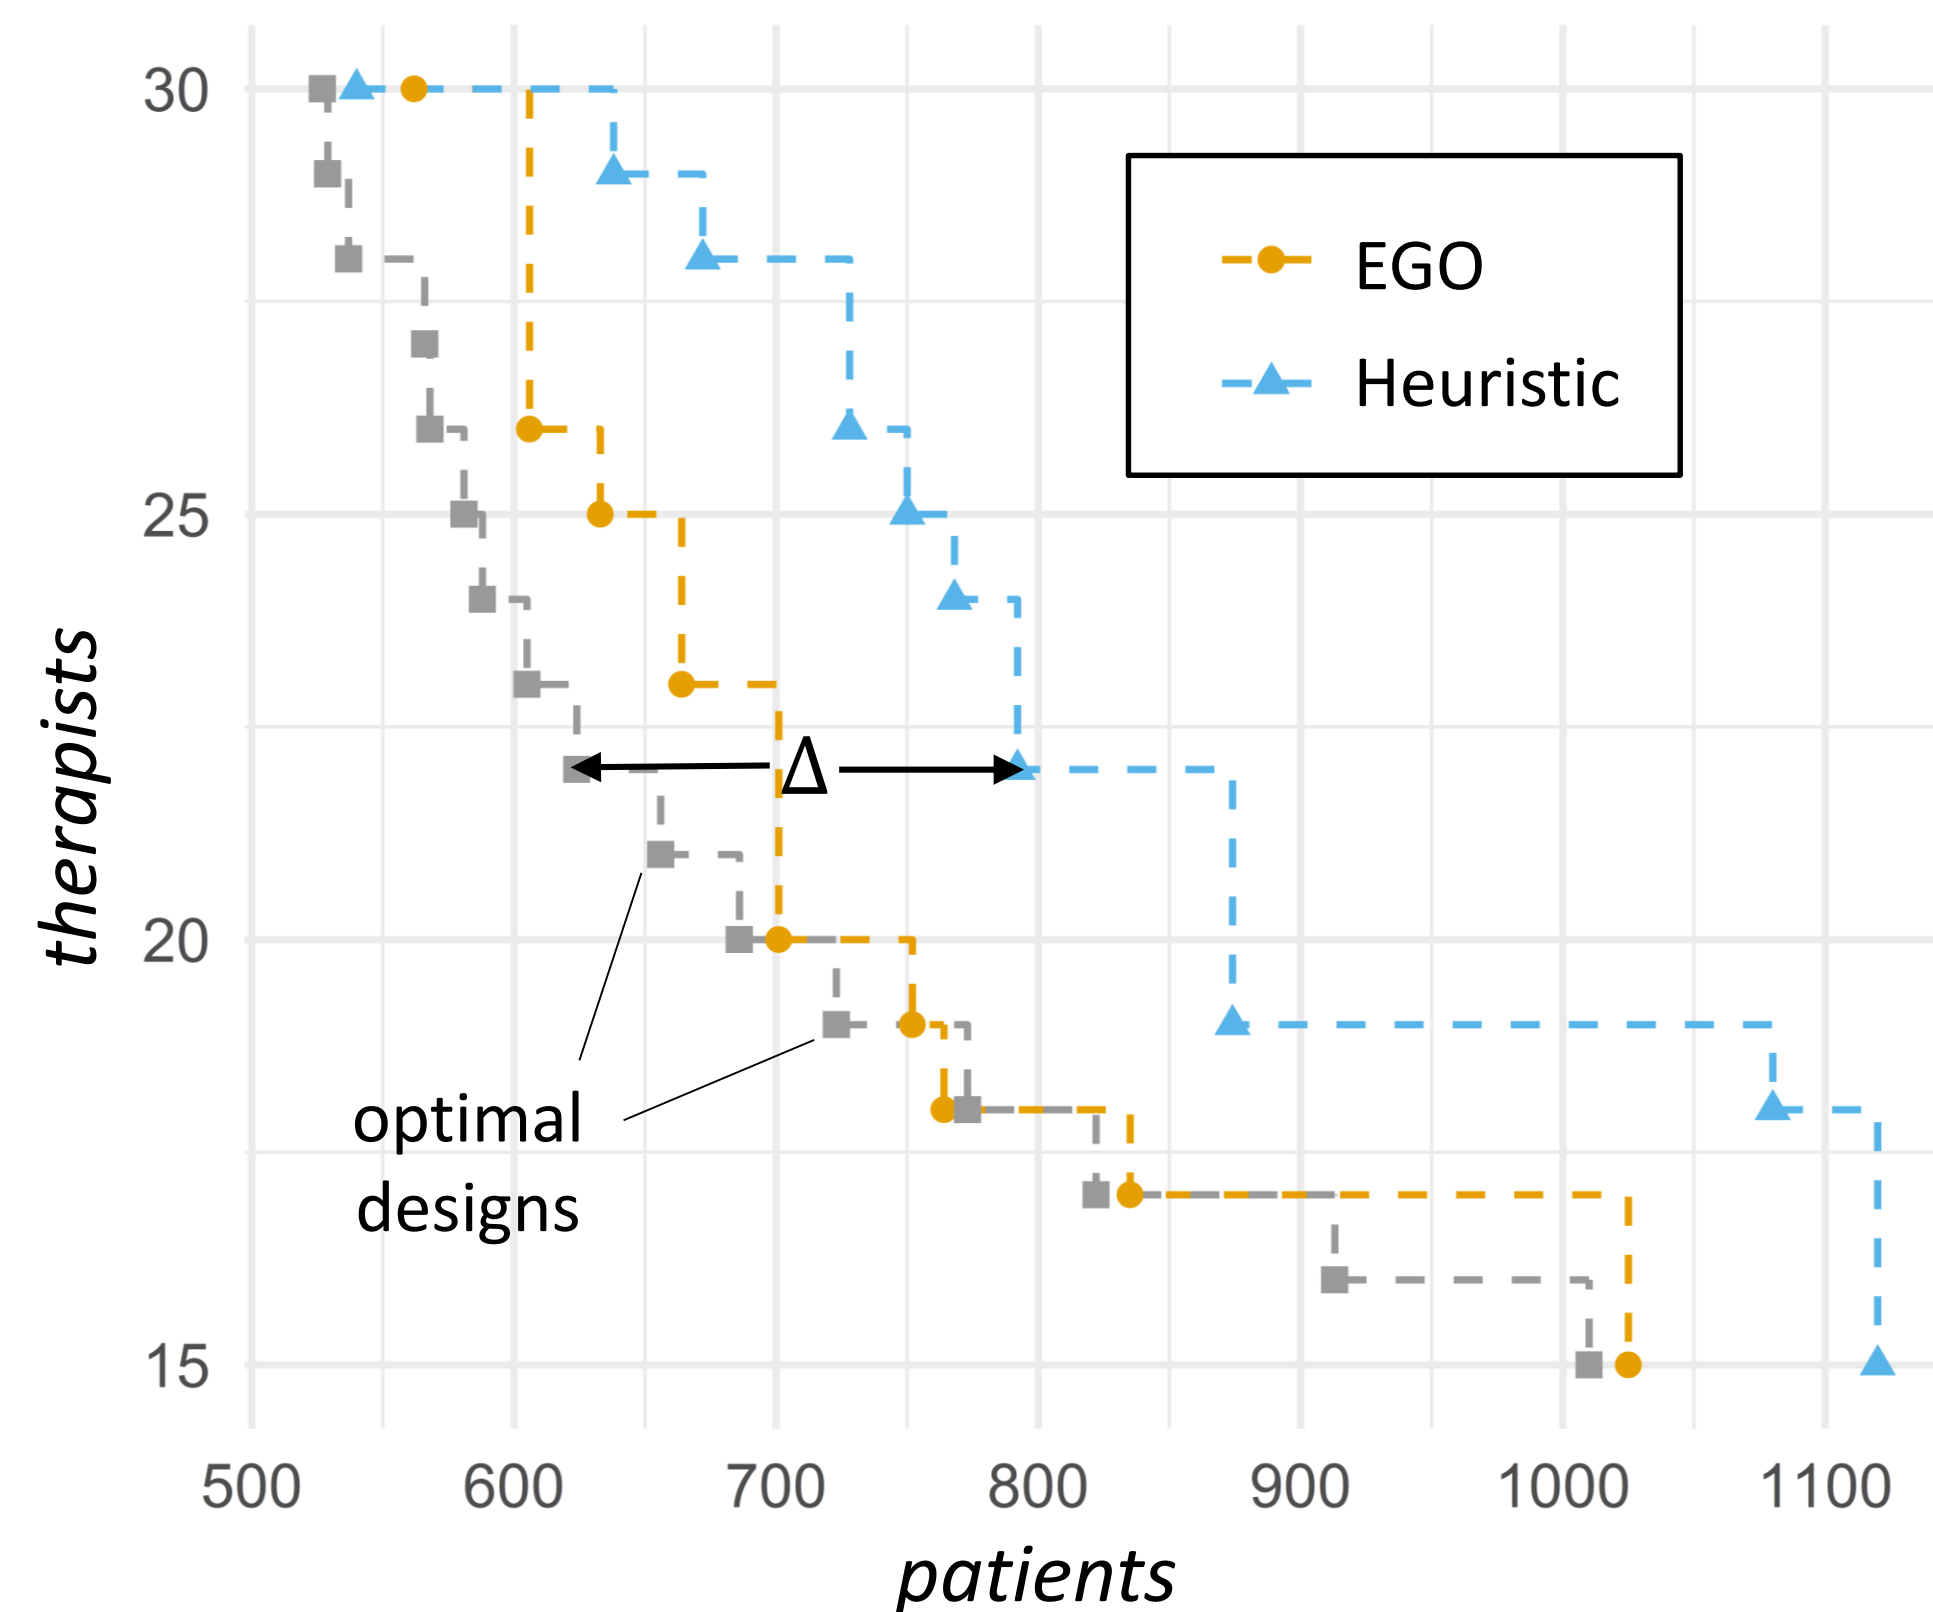 30
25
20
15
therapists
EGO
Heuristic
Δ
optimal
designs
500 600 700 800 900 1000 1100
patients